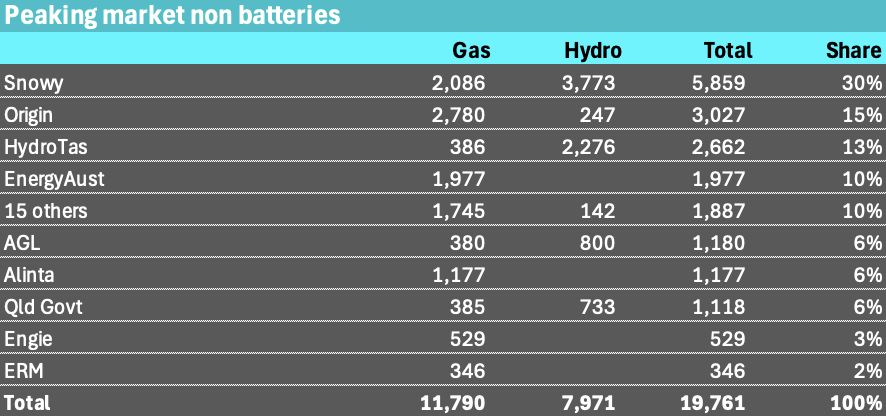 Peaking market non batteries
Gas Hydro Total Share
Snowy 2,086 3,773 5,859 30%
Origin 2,780 247 3,027 15%
HydroTas 386 2,276 2,662 13%
EnergyAust 1,977 1,977 10%
15 others 1,745 142 1,887 10%
AGL 380 800 1,180 6%
Alinta 1,177 1,177 6%
Qld Govt 385 733 1,118 6%
Engie 529 529 3%
ERM 346 346 2%
Total 11,790 7,971 19,761 100%